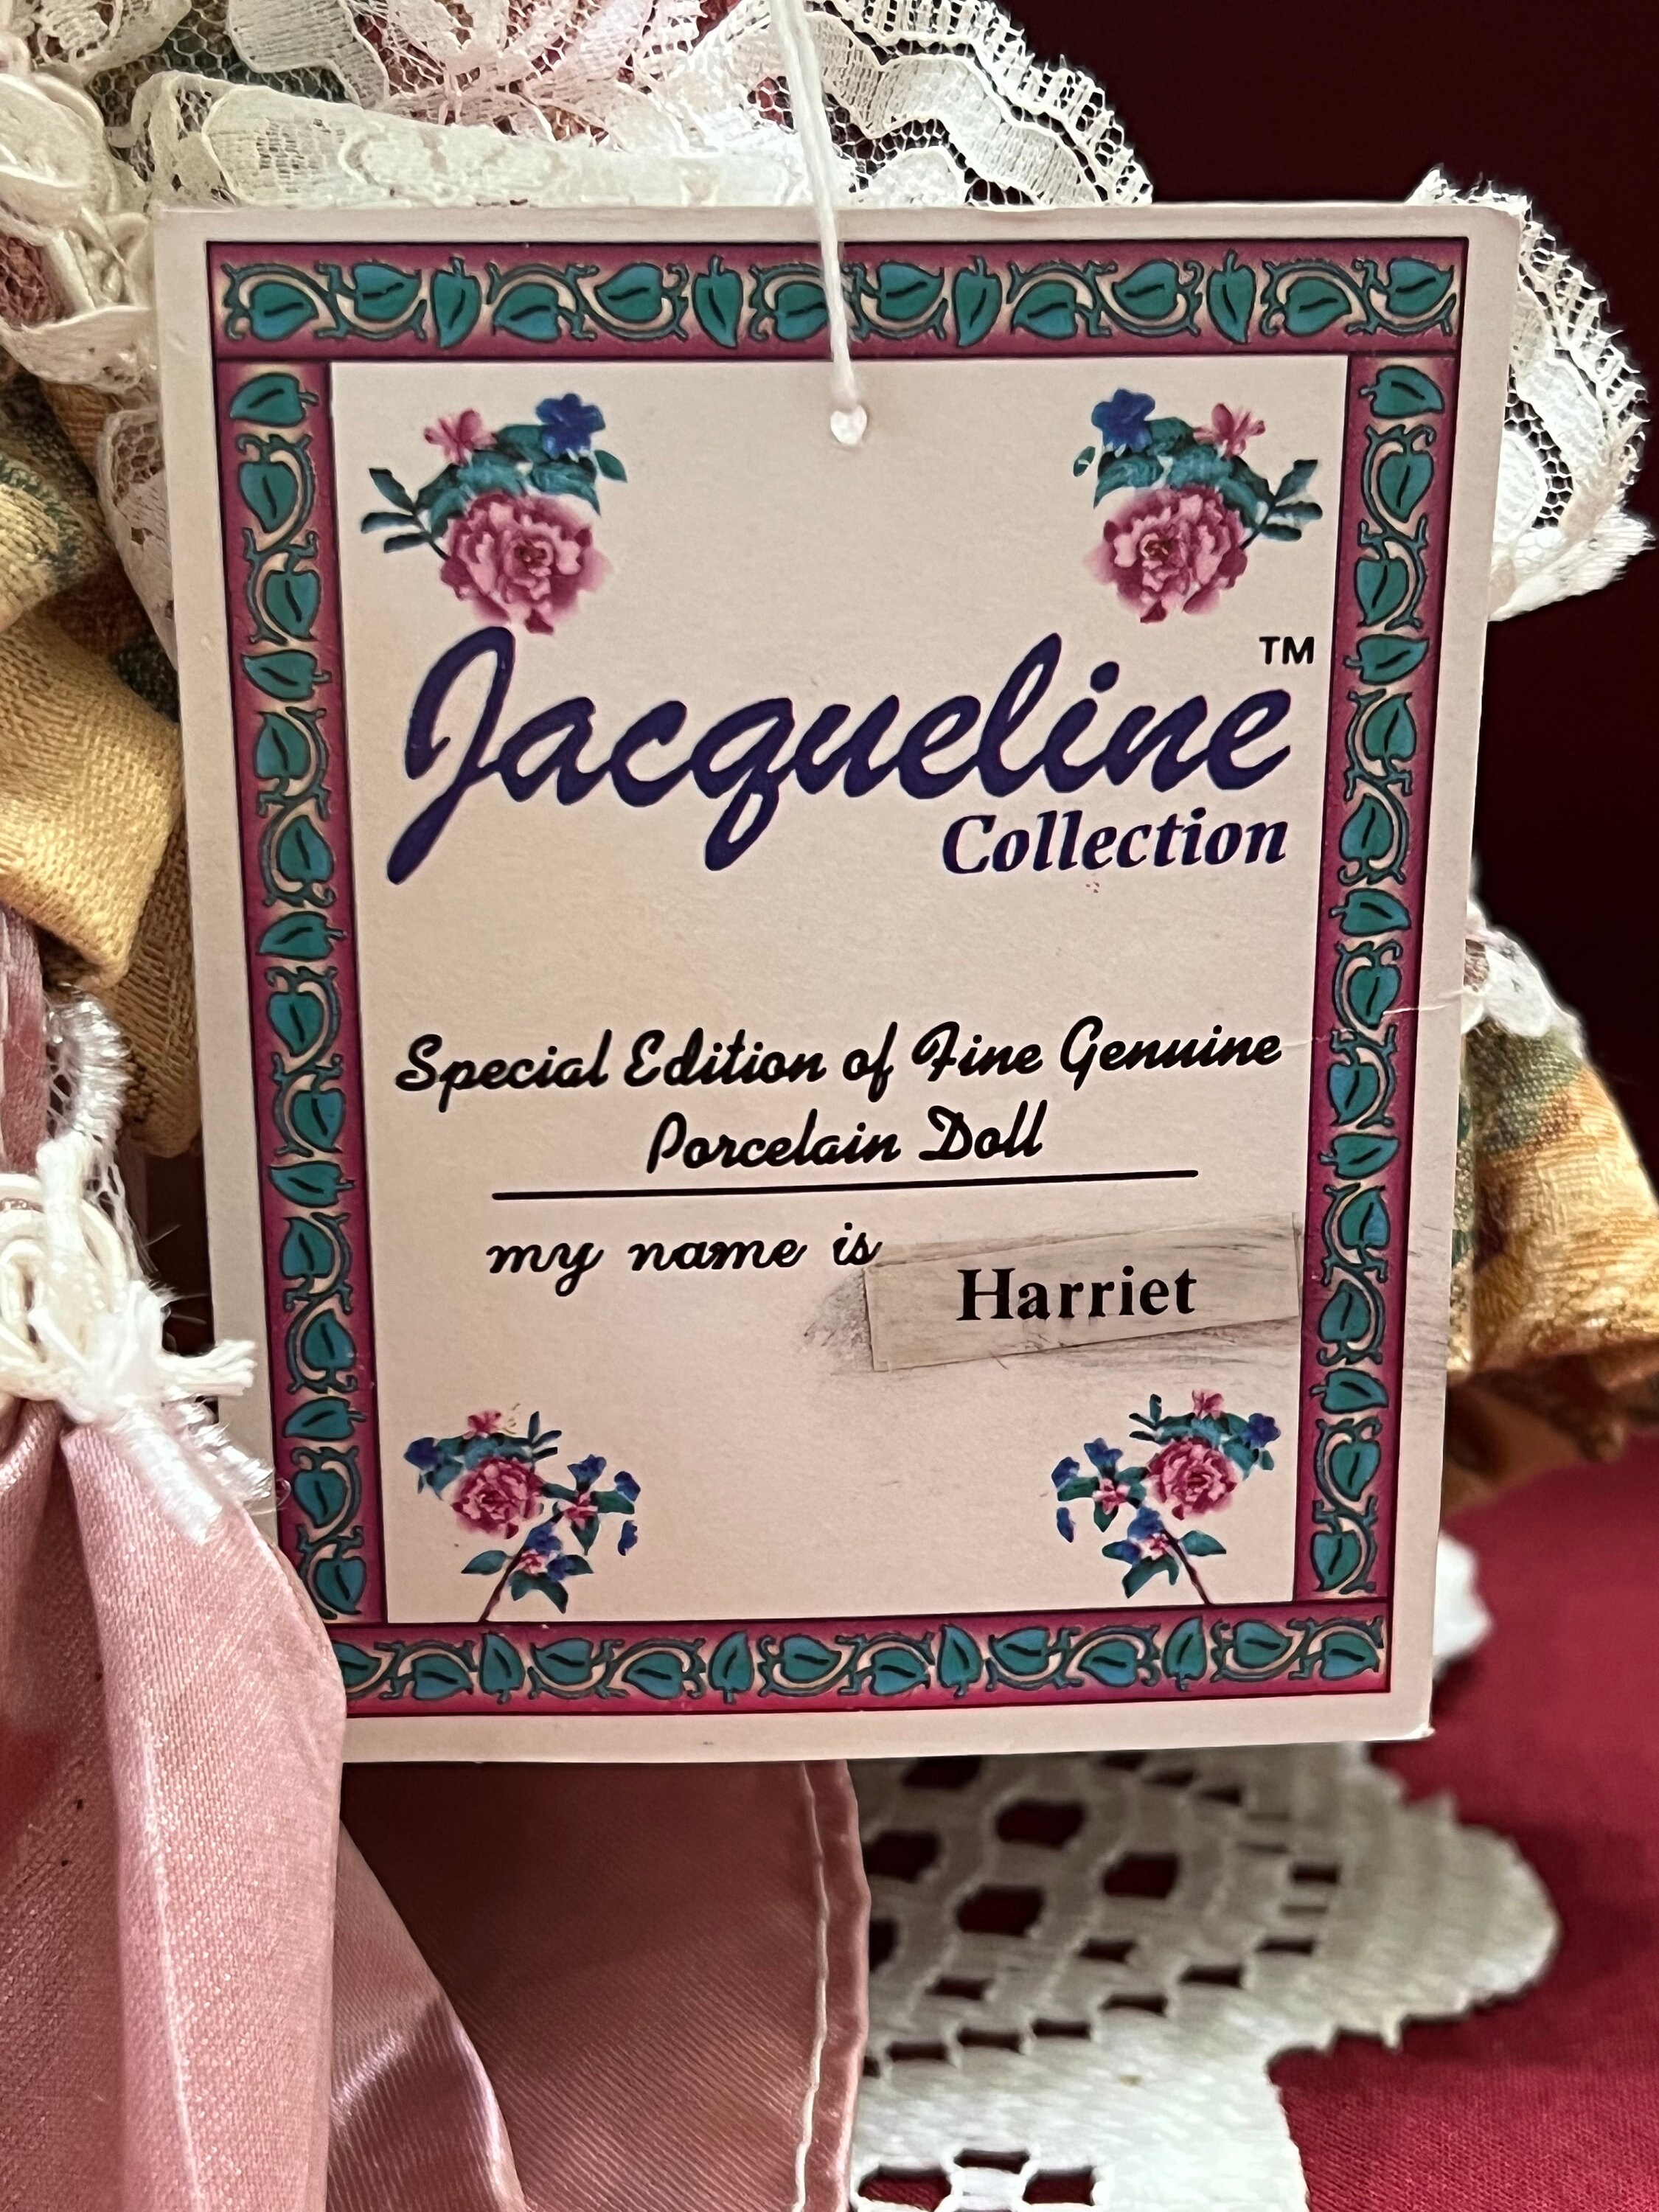 Jacqueline™
Collection
Special Edition of Fine Genuine
Porcelain Doll
my name is Harriet